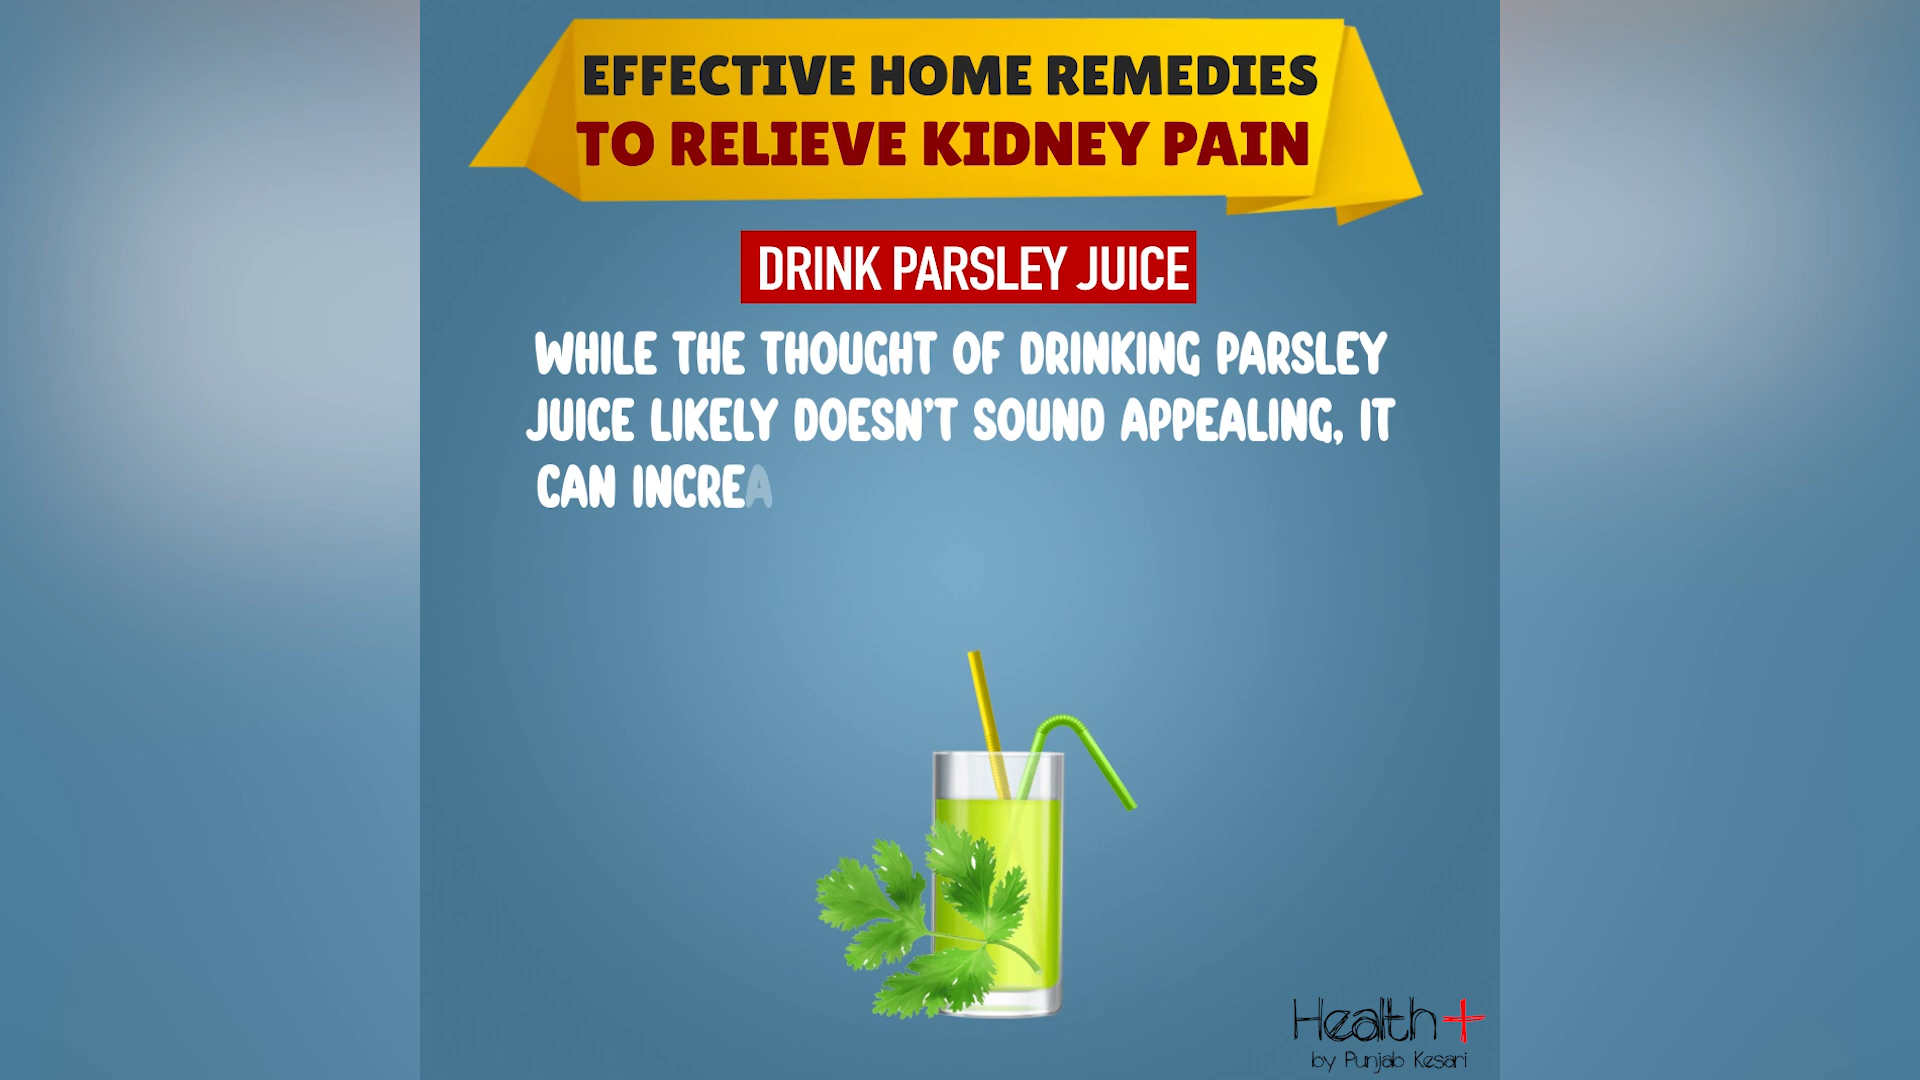 EFFECTIVE HOME REMEDIES
TO RELIEVE KIDNEY PAIN
DRINK PARSLEY JUICE
WHILE THE THOUGHT OF DRINKING PARSLEY
JUICE LIKELY DOESN'T SOUND APPEALING, IT
CAN INCREA
Health+
by Punjab Kesari